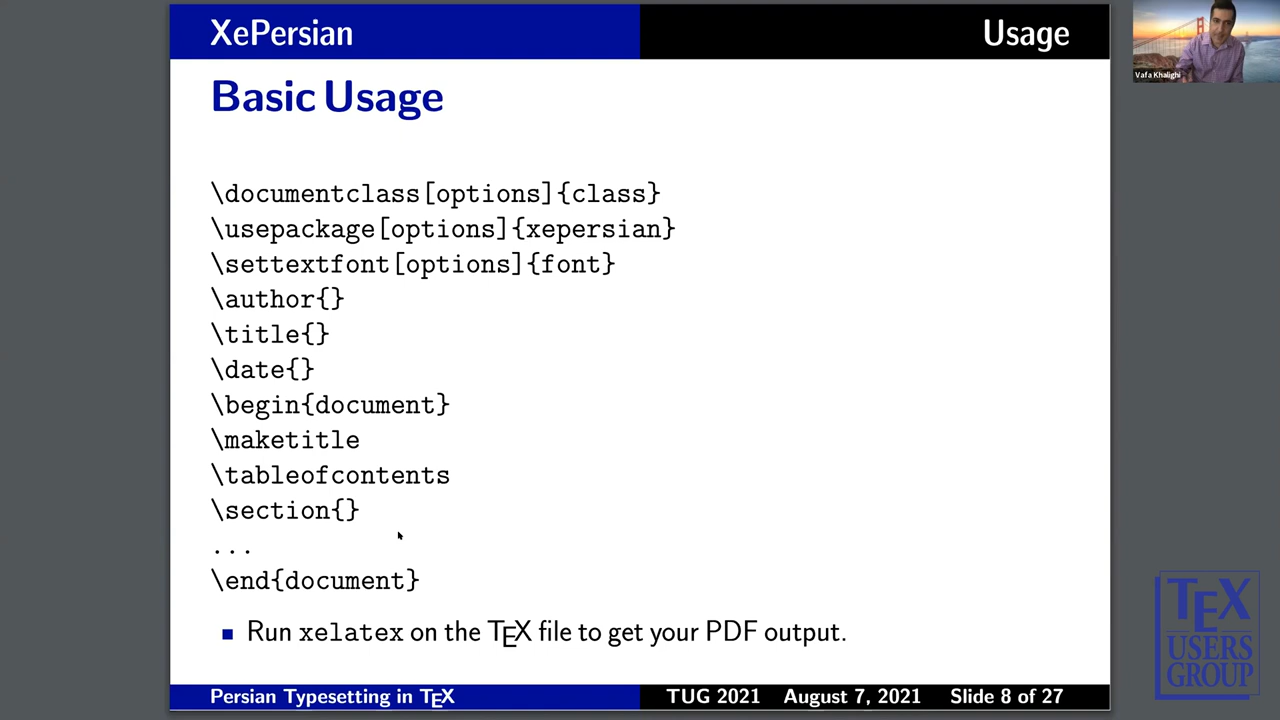 XePersian Usage
Basic Usage
\documentclass[options]{class}
\usepackage[options]{xepersian}
\settextfont[options]{font}
\author{}
\title{}
\date{}
\begin{document}
\maketitle
\tableofcontents
\section{}
...
\end{document}
Run xelatex on the TEX file to get your PDF output.
Persian Typesetting in TEX TUG 2021 August 7, 2021 Slide 8 of 27
Vafa Khalighi
TEX
USERS
GROUP